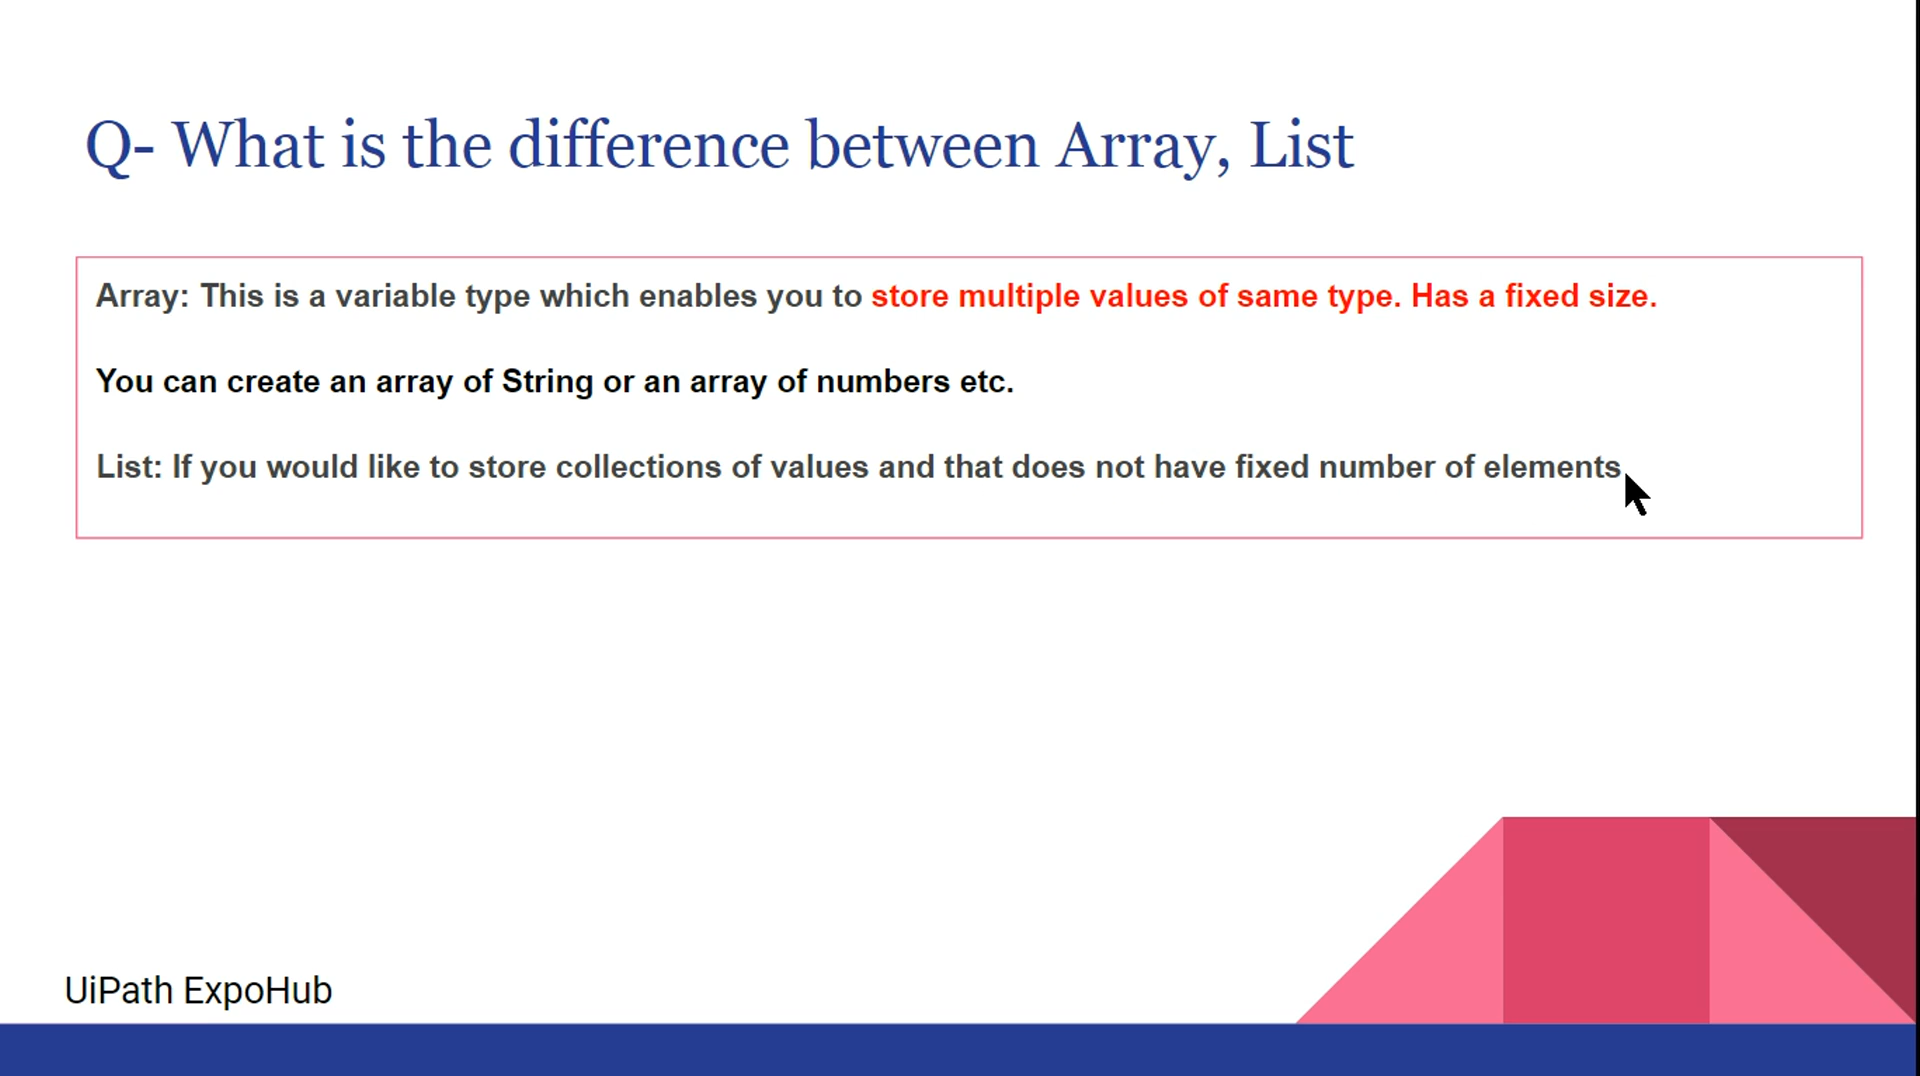 Q- What is the difference between Array, List
Array: This is a variable type which enables you to store multiple values of same type. Has a fixed size.
You can create an array of String or an array of numbers etc.
List: If you would like to store collections of values and that does not have fixed number of elements
UiPath ExpoHub